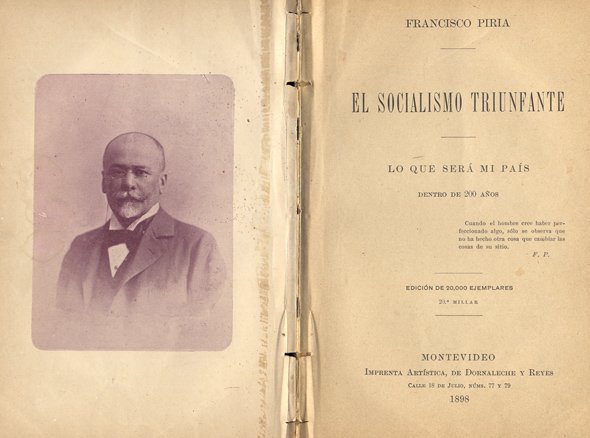 FRANCISCO PIRIA
EL SOCIALISMO TRIUNFANTE
LO QUE SERÁ MI PAÍS
DENTRO DE 200 AÑOS
Cuando el hombre cree haber per-
feccionado algo, sólo se observa que
no ha hecho otra cosa que cambiar las
cosas de su sitio.
F. P.
EDICIÓN DE 20,000 EJEMPLARES
20.º MILLAR
MONTEVIDEO
IMPRENTA ARTÍSTICA, DE DORNALECHE Y REYES
CALLE 18 DE JULIO, NÚMS. 77 Y 79
1898